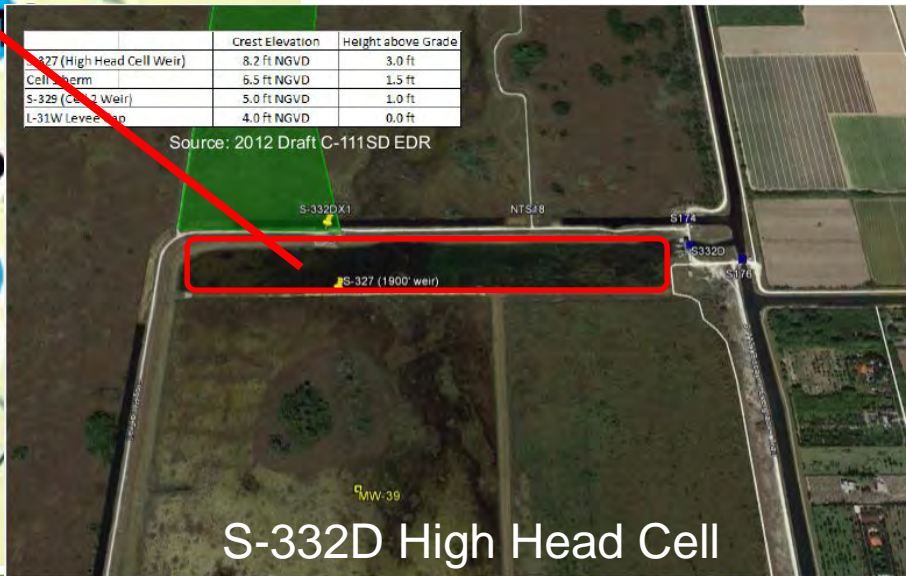 Crest Elevation Height above Grade
S-327 (High Head Cell Weir) 8.2 ft NGVD 3.0 ft
Cell berm 6.5 ft NGVD 1.5 ft
S-329 (Cell 2 Weir) 5.0 ft NGVD 1.0 ft
L-31W Levee 4.0 ft NGVD 0.0 ft
Source: 2012 Draft C-111SD EDR
S-332DX1
NTS18
S174
S332D
S176
S-327 (1900' weir)
MW-39
S-332D High Head Cell